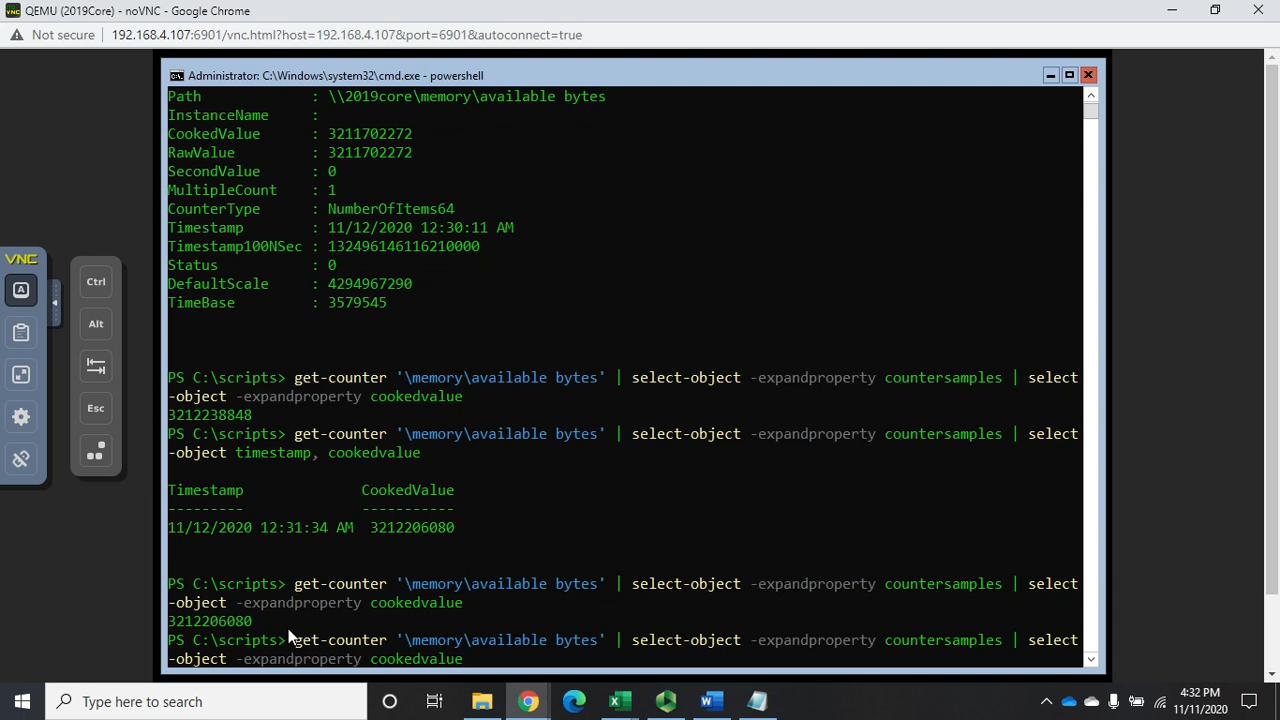 QEMU (2019Core) - noVNC - Google Chrome
Not secure 192.168.4.107:6901/vnc.html?host=192.168.4.107&port=6901&autoconnect=true
Administrator: C:\Windows\system32\cmd.exe - powershell
Path : \\2019core\memory\available bytes
InstanceName :
CookedValue : 3211702272
RawValue : 3211702272
SecondValue : 0
MultipleCount : 1
CounterType : NumberOfItems64
Timestamp : 11/12/2020 12:30:11 AM
Timestamp100NSec : 132496146116210000
Status : 0
DefaultScale : 4294967290
TimeBase : 3579545
PS C:\scripts> get-counter '\memory\available bytes' | select-object -expandproperty countersamples | select
-object -expandproperty cookedvalue
3212238848
PS C:\scripts> get-counter '\memory\available bytes' | select-object -expandproperty countersamples | select
-object timestamp, cookedvalue
Timestamp CookedValue
--------- -----------
11/12/2020 12:31:34 AM 3212206080
PS C:\scripts> get-counter '\memory\available bytes' | select-object -expandproperty countersamples | select
-object -expandproperty cookedvalue
3212206080
PS C:\scripts> get-counter '\memory\available bytes' | select-object -expandproperty countersamples | select
-object -expandproperty cookedvalue
VNC
A
Ctrl
Alt
Esc
Type here to search
4:32 PM
11/11/2020